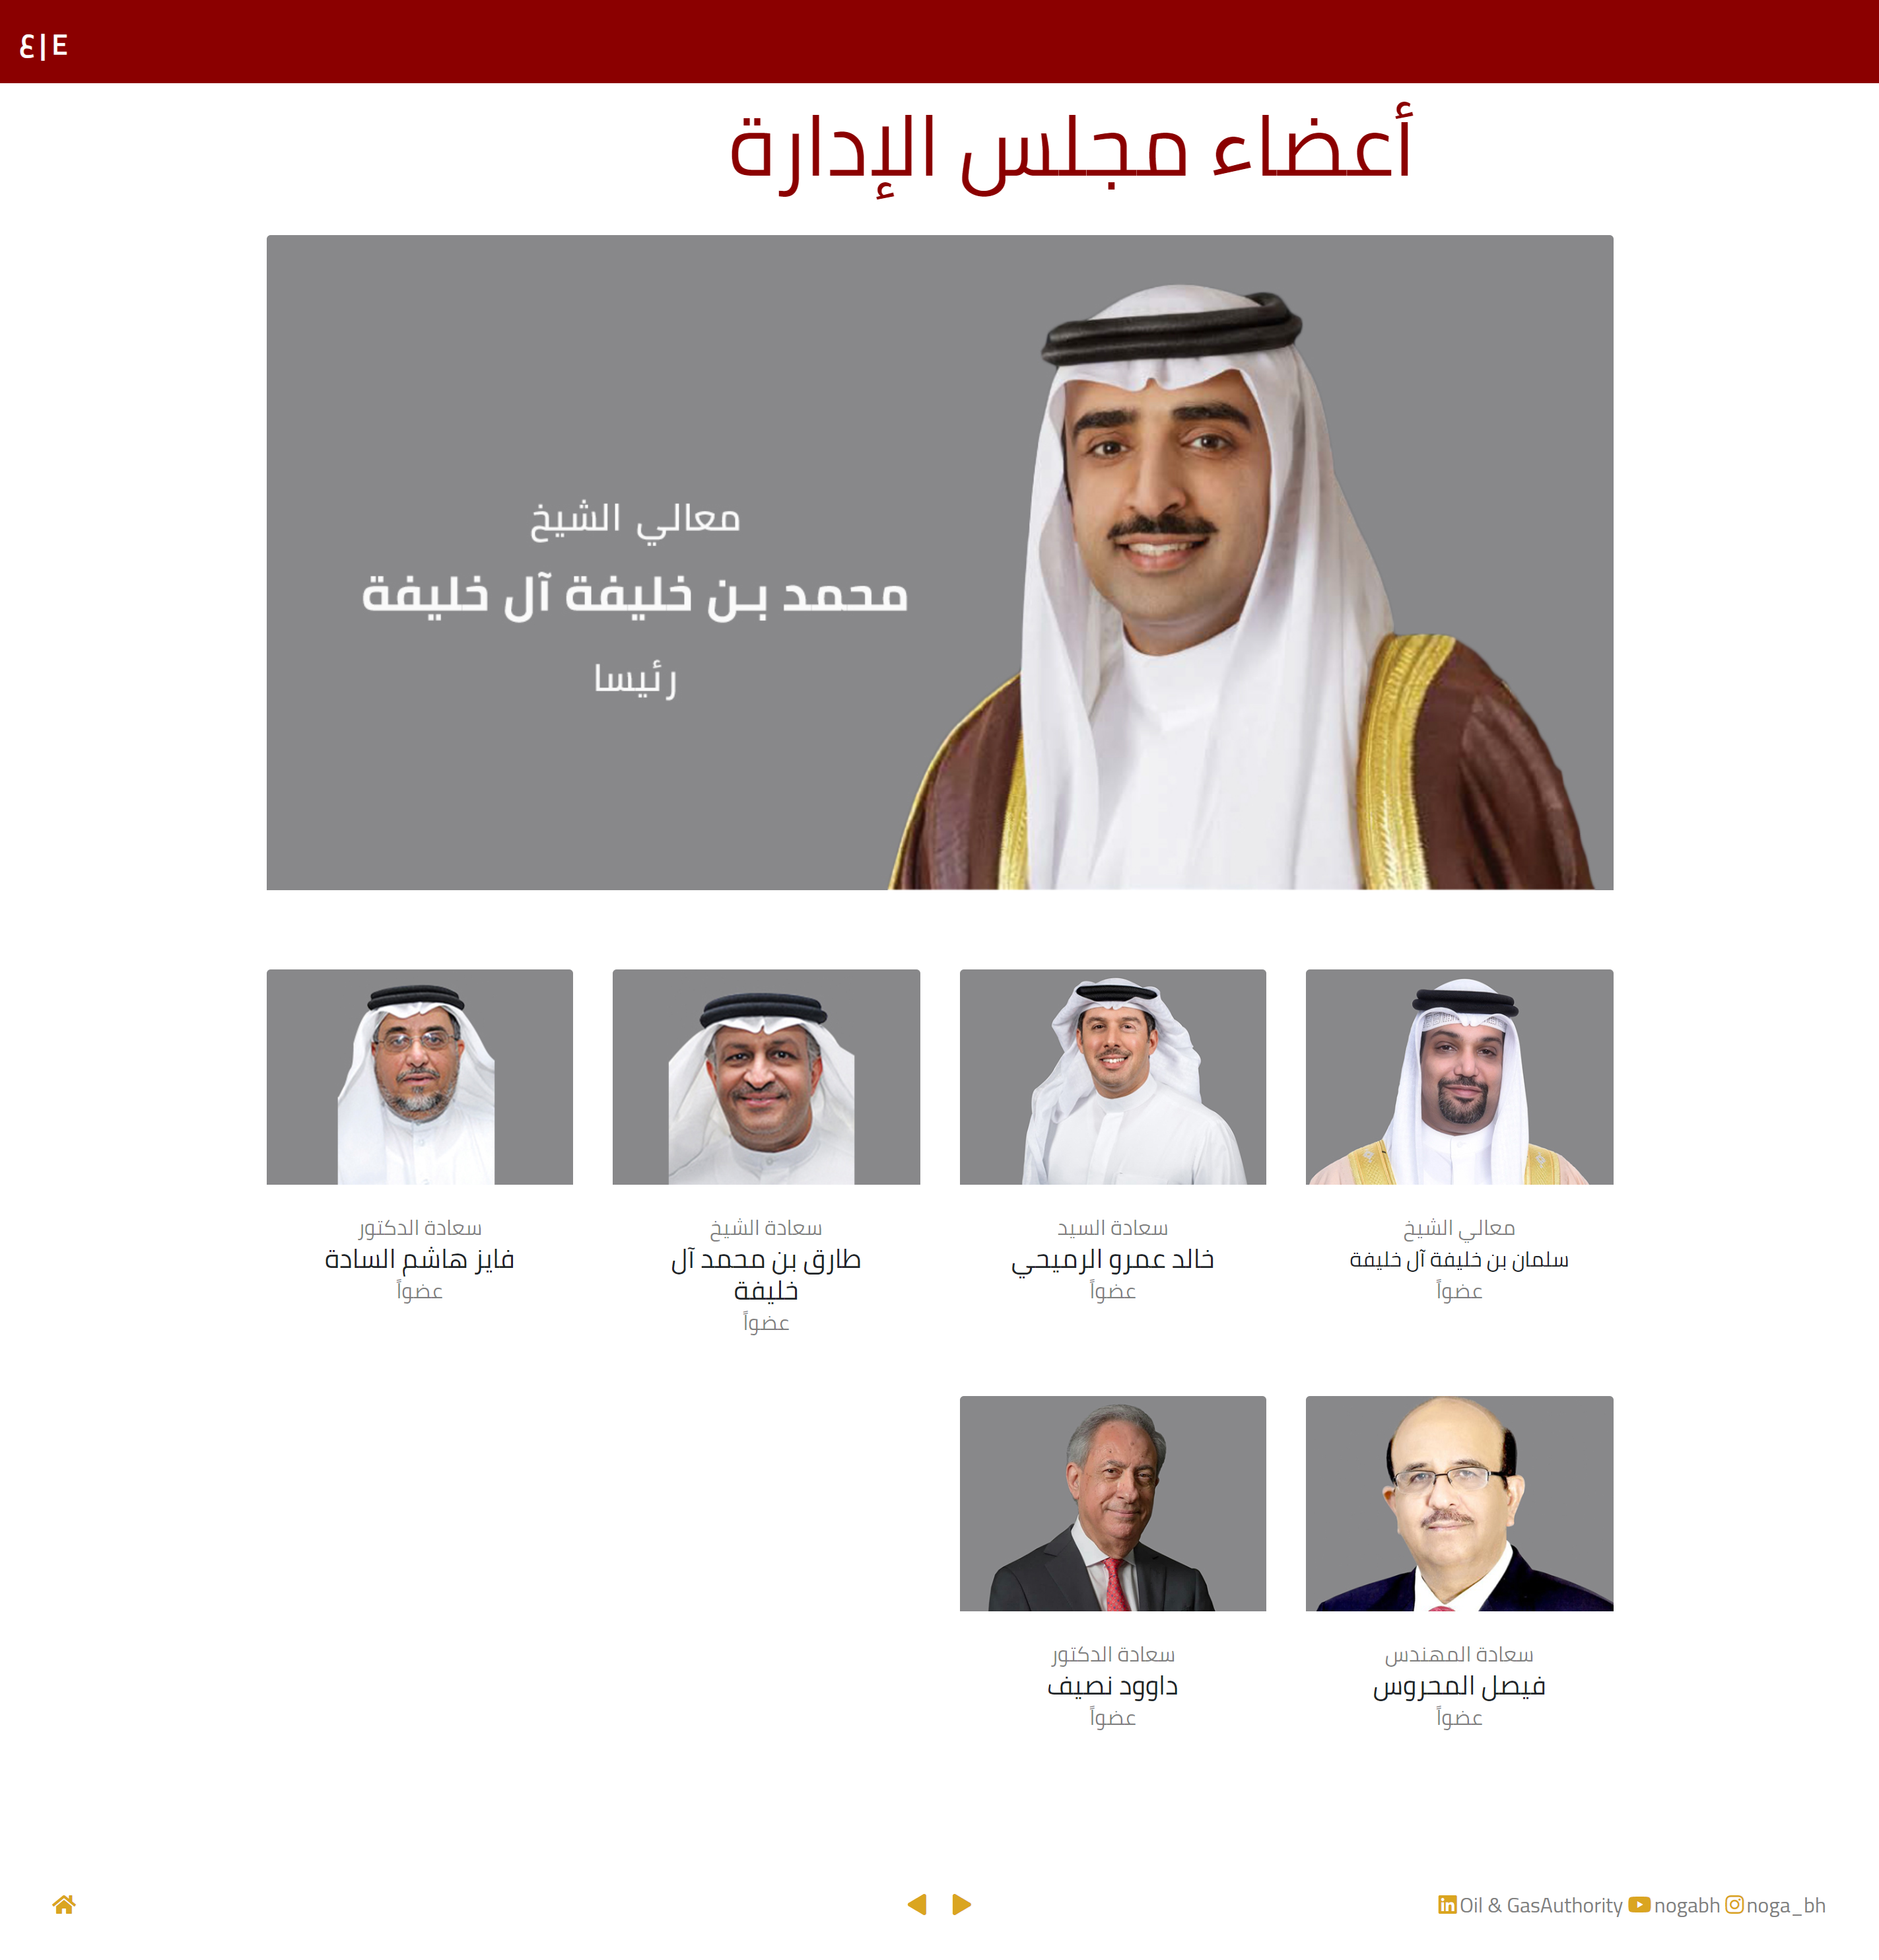 ع|E
أعضاء مجلس الإدارة
معالي الشيخ
محمد بن خليفة آل خليفة
رئيسا
معالي الشيخ
سلمان بن خليفة آل خليفة
عضواً
سعادة السيد
خالد عمرو الرميحي
عضواً
سعادة الشيخ
طارق بن محمد آل
خليفة
عضواً
سعادة الدكتور
فايز هاشم السادة
عضواً
سعادة المهندس
فيصل المحروس
عضواً
سعادة الدكتور
داوود نصيف
عضواً
Oil & GasAuthority nogabh noga_bh